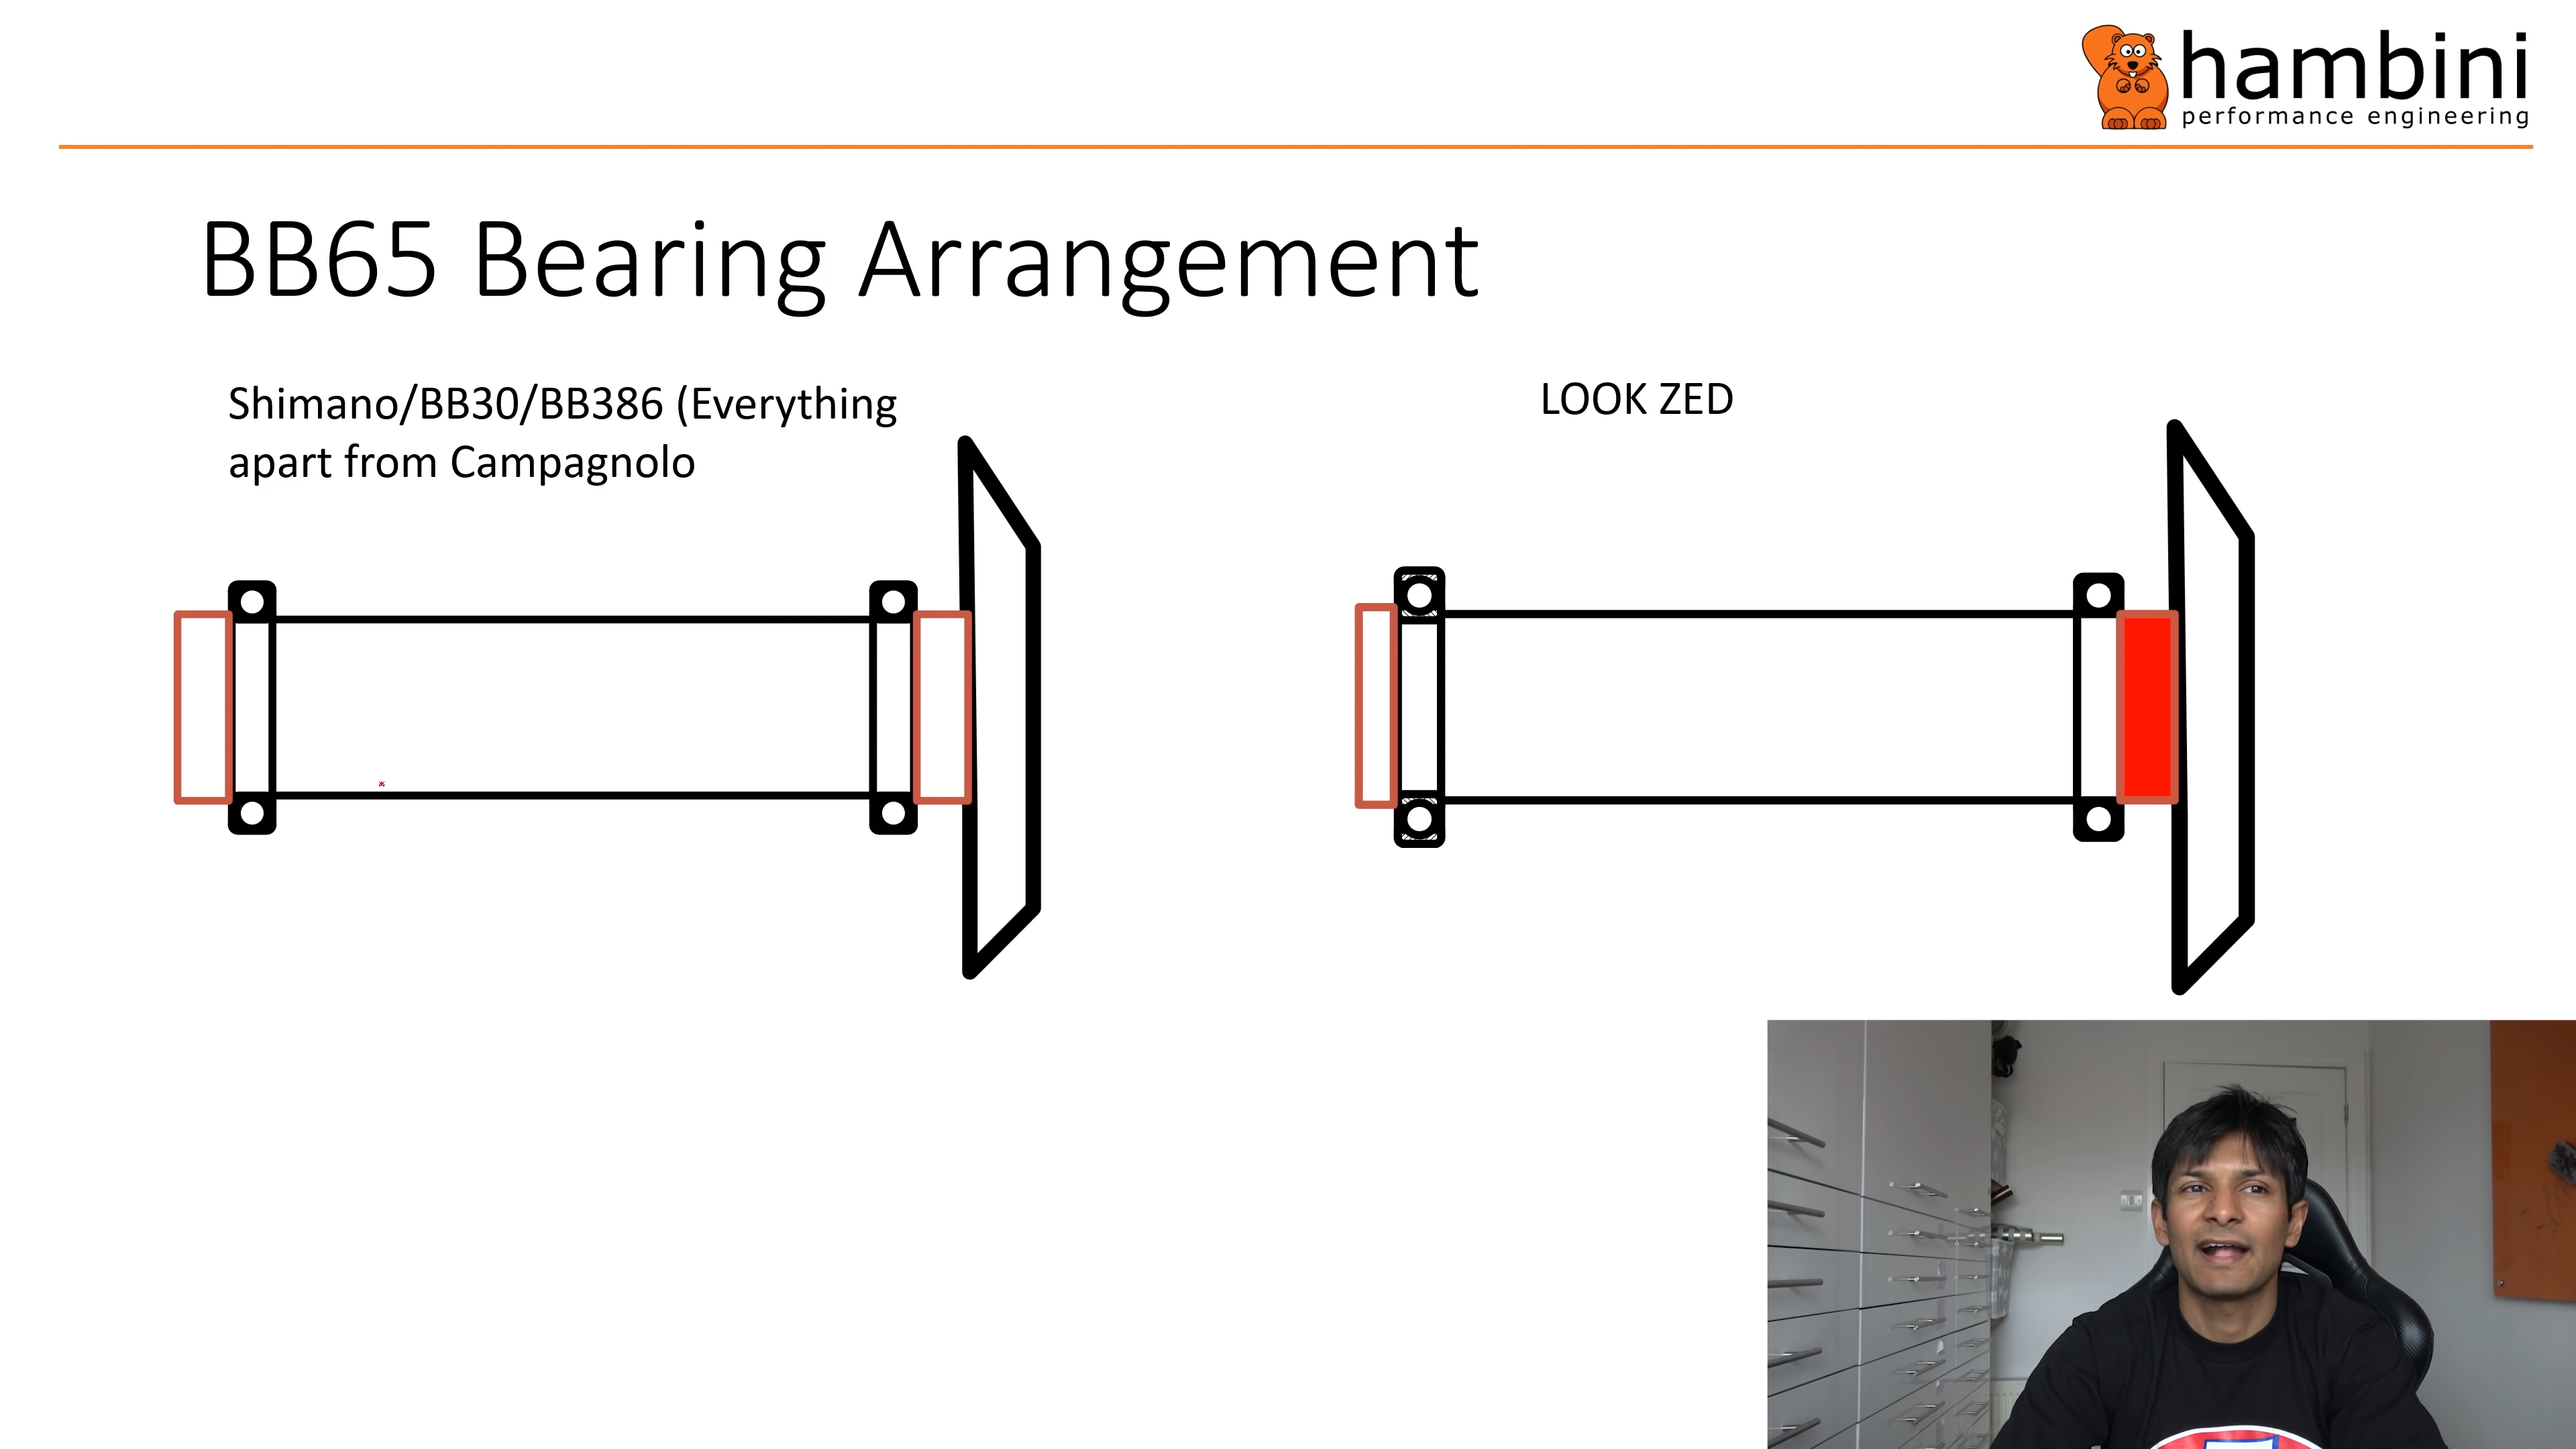 hambini
performance engineering
BB65 Bearing Arrangement
Shimano/BB30/BB386 (Everything
apart from Campagnolo
LOOK ZED